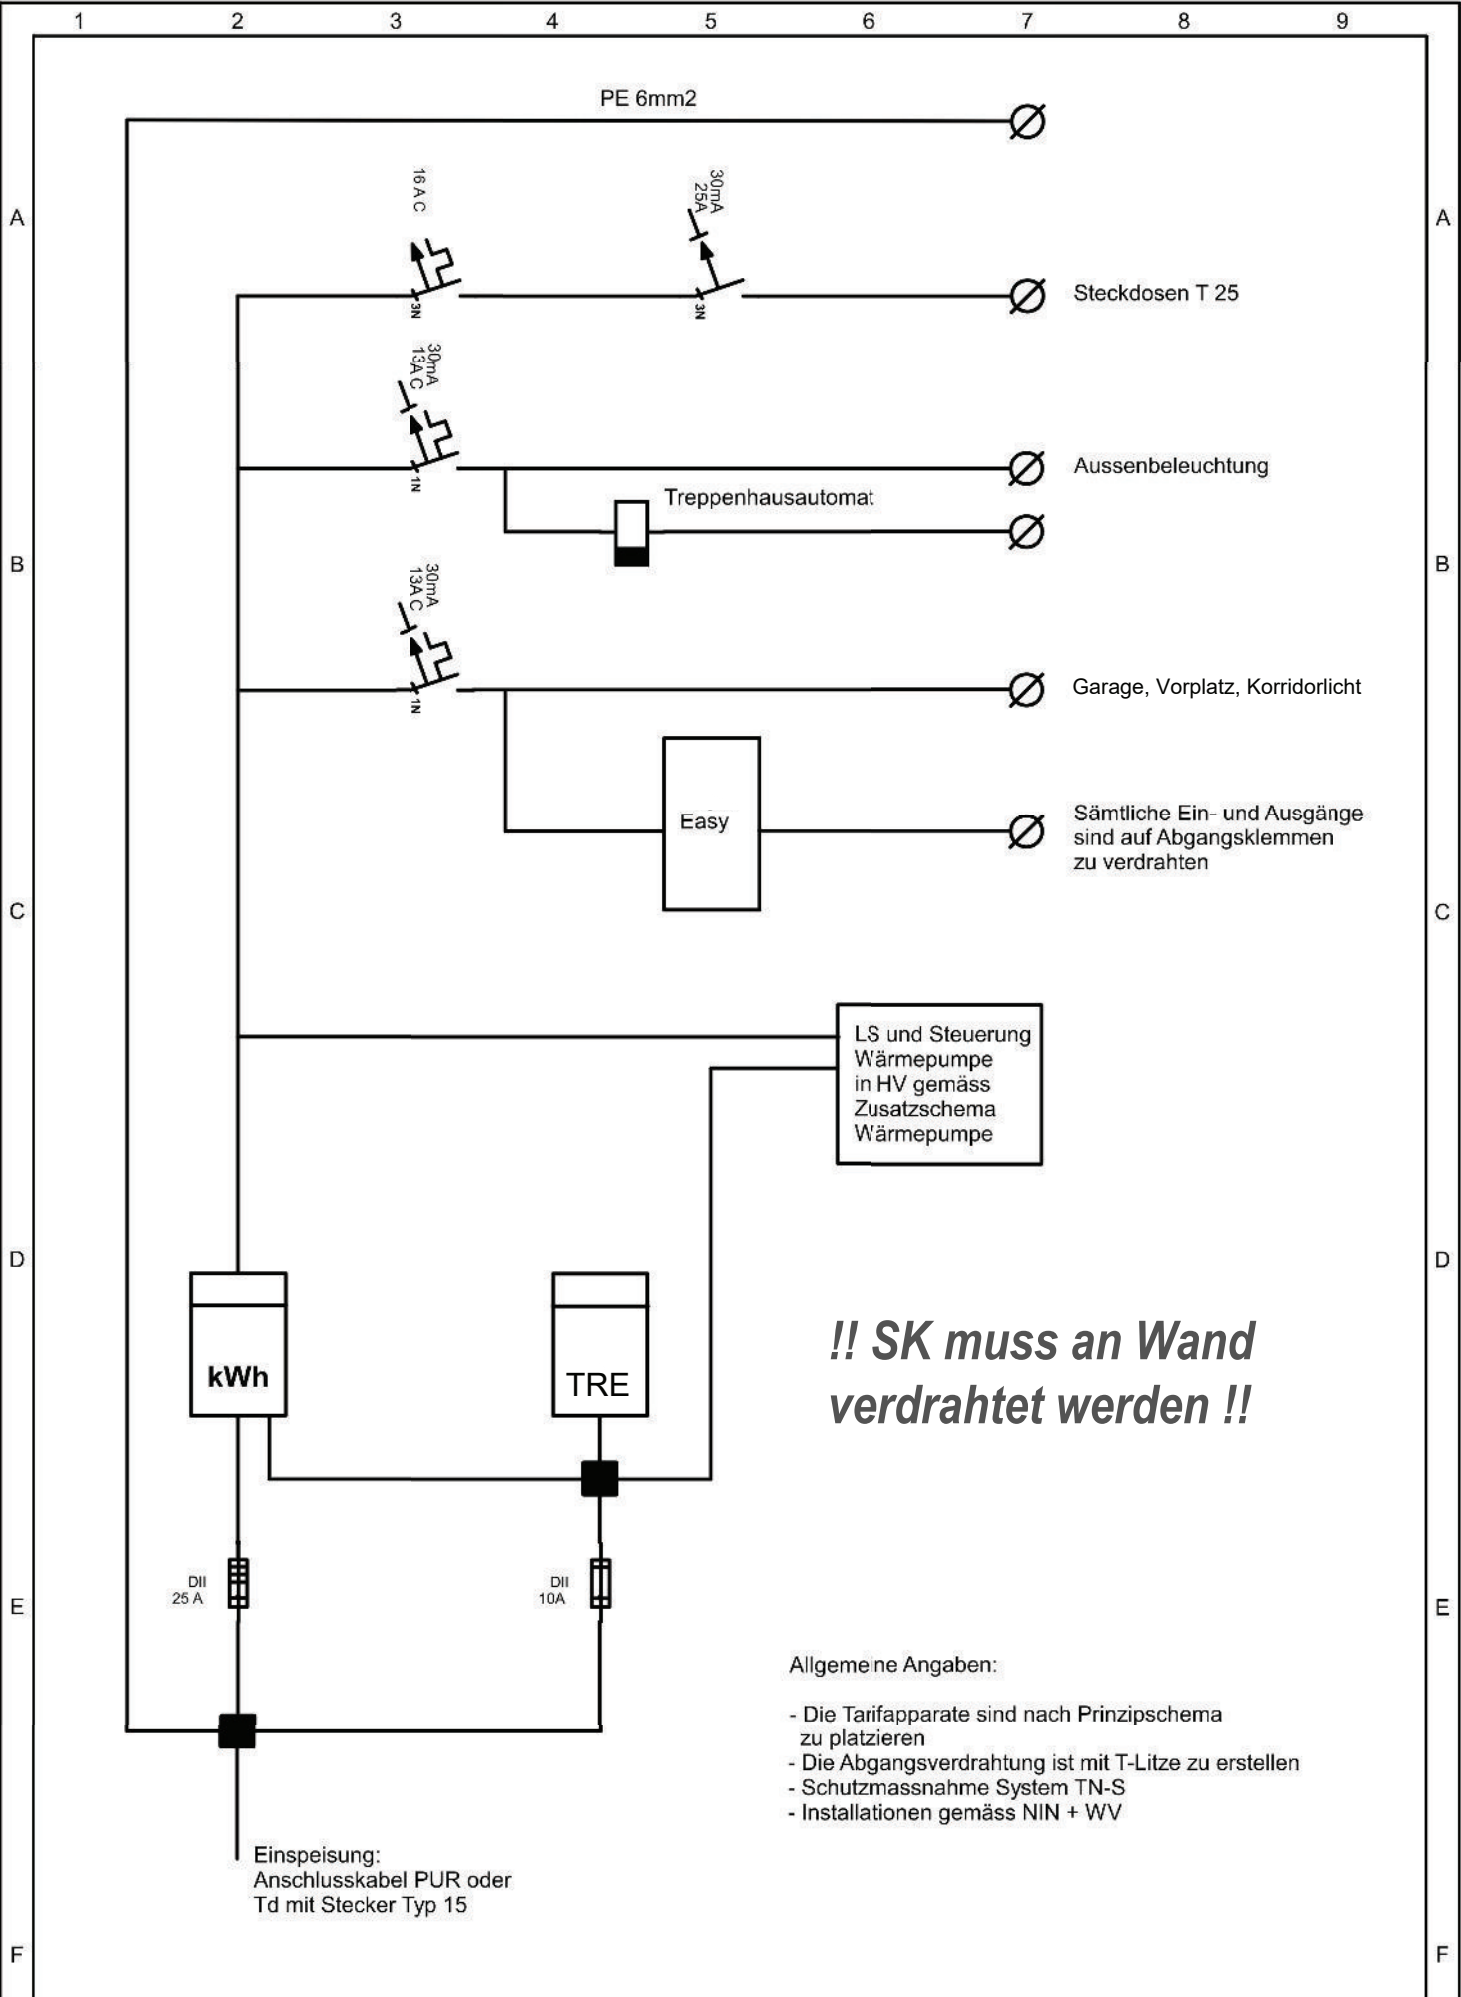 1 2 3 4 5 6 7 8 9
PE 6mm2
A A
16 A C
30mA
25A
3N
3N
Steckdosen T 25
30mA
13A C
1N
Aussenbeleuchtung
Treppenhausautomat
B B
30mA
13A C
1N
Garage, Vorplatz, Korridorlicht
Easy
Sämtliche Ein- und Ausgänge
sind auf Abgangsklemmen
zu verdrahten
C C
LS und Steuerung
Wärmepumpe
in HV gemäss
Zusatzschema
Wärmepumpe
D D
kWh
TRE
!! SK muss an Wand
verdrahtet werden !!
DII
25 A
DII
10A
E E
Allgemeine Angaben:
- Die Tarifapparate sind nach Prinzipschema
zu platzieren
- Die Abgangsverdrahtung ist mit T-Litze zu erstellen
- Schutzmassnahme System TN-S
- Installationen gemäss NIN + WV
Einspeisung:
Anschlusskabel PUR oder
Td mit Stecker Typ 15
F F